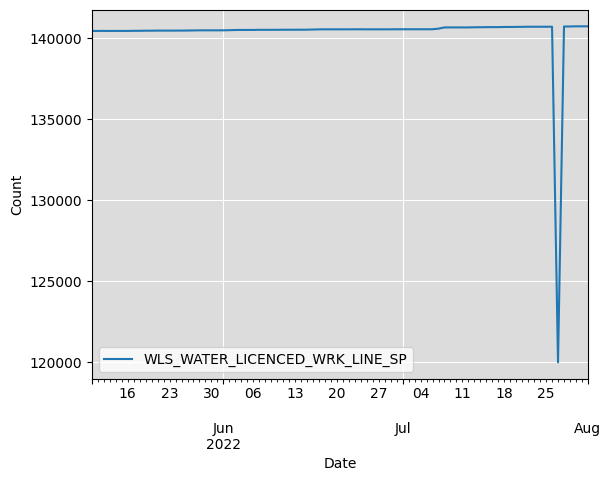 140000
135000
130000
125000
120000
Count
WLS_WATER_LICENCED_WRK_LINE_SP
16 23 30 06 13 20 27 04 11 18 25
Jun Jul Aug
2022
Date